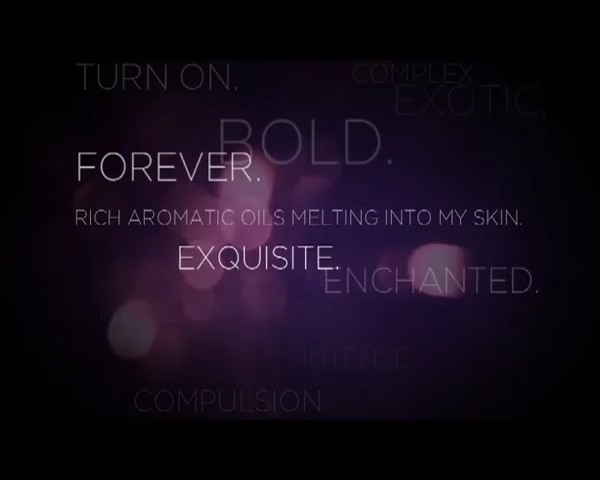 TURN ON.
COMPLEX.
EXOTIC.
BOLD.
FOREVER.
RICH AROMATIC OILS MELTING INTO MY SKIN.
EXQUISITE.
ENCHANTED.
INTENSE.
COMPULSION.